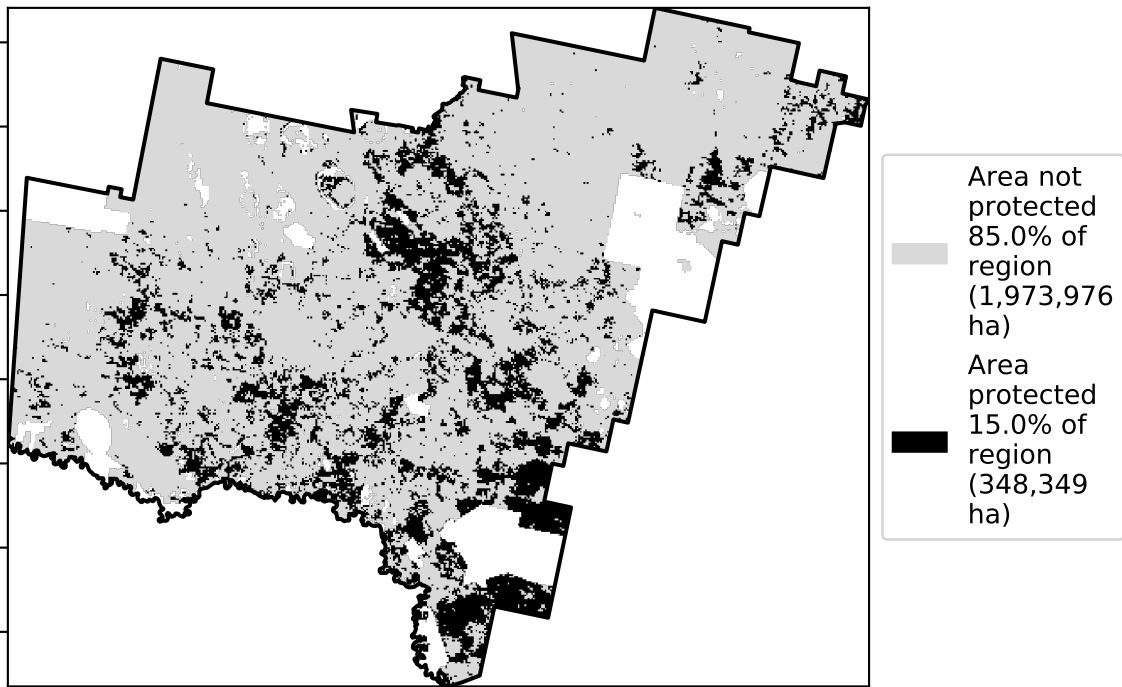 Area not
protected
85.0% of
region
(1,973,976
ha)
Area
protected
15.0% of
region
(348,349
ha)